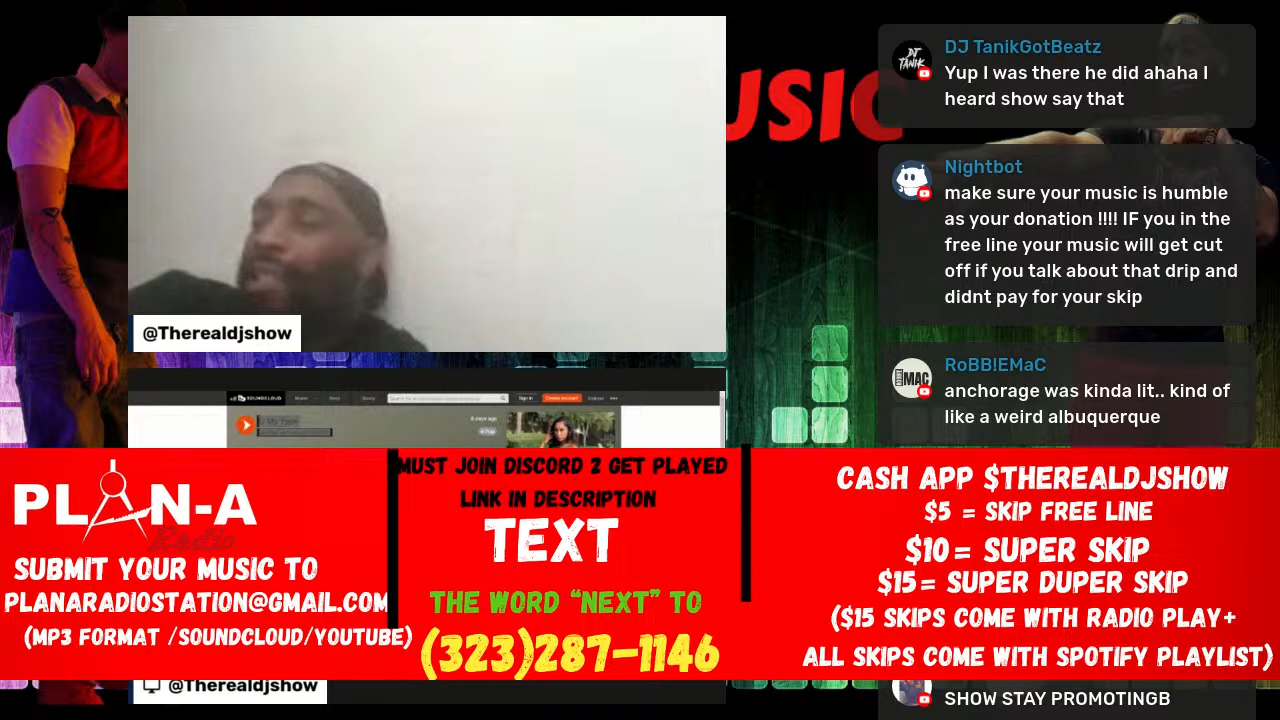 USIC
@Therealdjshow
SOUNDCLOUD
DJ TanikGotBeatz
Yup I was there he did ahaha I
heard show say that
Nightbot
make sure your music is humble
as your donation !!!! IF you in the
free line your music will get cut
off if you talk about that drip and
didnt pay for your skip
RoBB!EMaC
anchorage was kinda lit.. kind of
like a weird albuquerque
PLAN-A
Radio
SUBMIT YOUR MUSIC TO
PLANARADIOSTATION@GMAIL.COM
(MP3 FORMAT /SOUNDCLOUD/YOUTUBE)
MUST JOIN DISCORD 2 GET PLAYED
LINK IN DESCRIPTION
TEXT
THE WORD “NEXT” TO
(323)287-1146
CASH APP $THEREALDJSHOW
$5 = SKIP FREE LINE
$10= SUPER SKIP
$15= SUPER DUPER SKIP
($15 SKIPS COME WITH RADIO PLAY+
ALL SKIPS COME WITH SPOTIFY PLAYLIST)
@Therealdjshow
SHOW STAY PROMOTINGB